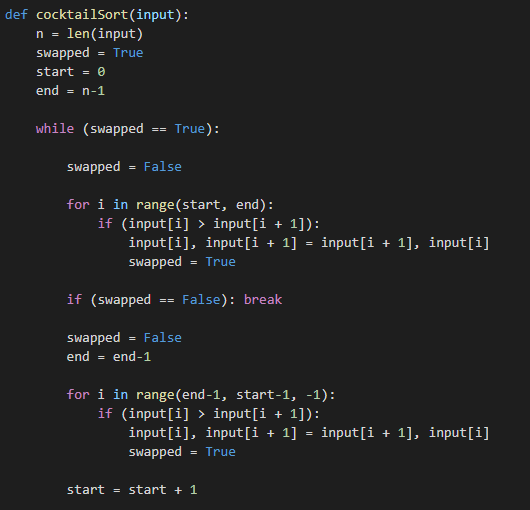 def cocktailSort(input):
    n = len(input)
    swapped = True
    start = 0
    end = n-1

    while (swapped == True):

        swapped = False

        for i in range(start, end):
            if (input[i] > input[i + 1]):
                input[i], input[i + 1] = input[i + 1], input[i]
                swapped = True

        if (swapped == False): break

        swapped = False
        end = end-1

        for i in range(end-1, start-1, -1):
            if (input[i] > input[i + 1]):
                input[i], input[i + 1] = input[i + 1], input[i]
                swapped = True

        start = start + 1